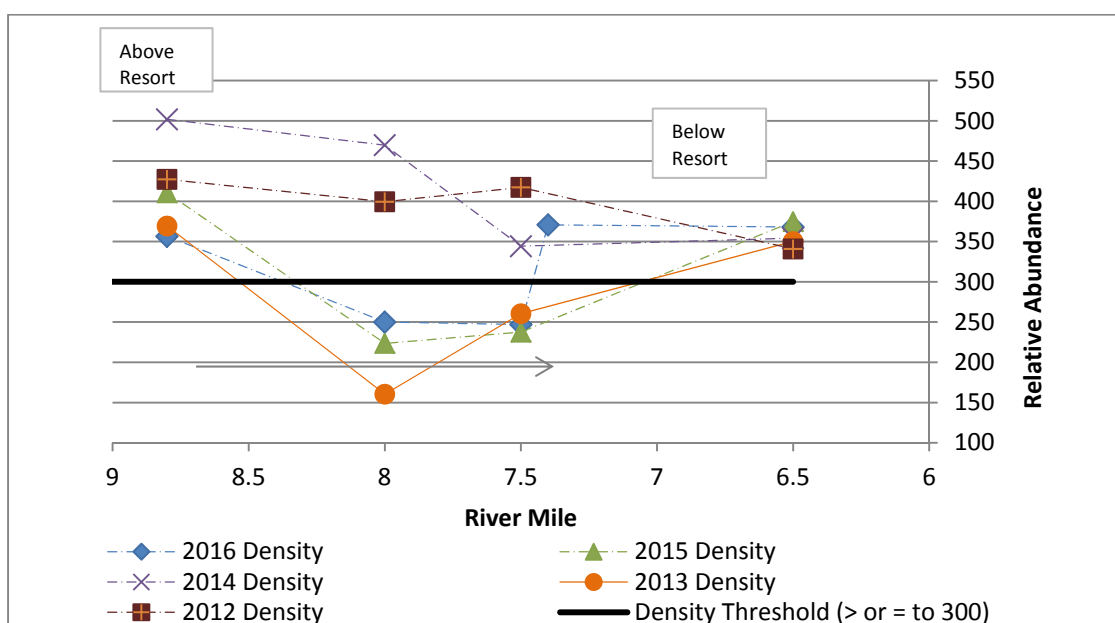 Above
Resort
Below
Resort
550
500
450
400
350
300
250
200
150
100
Relative Abundance
9
8.5
8
7.5
7
6.5
6
River Mile
2016 Density
2015 Density
2014 Density
2013 Density
2012 Density
Density Threshold (> or = to 300)